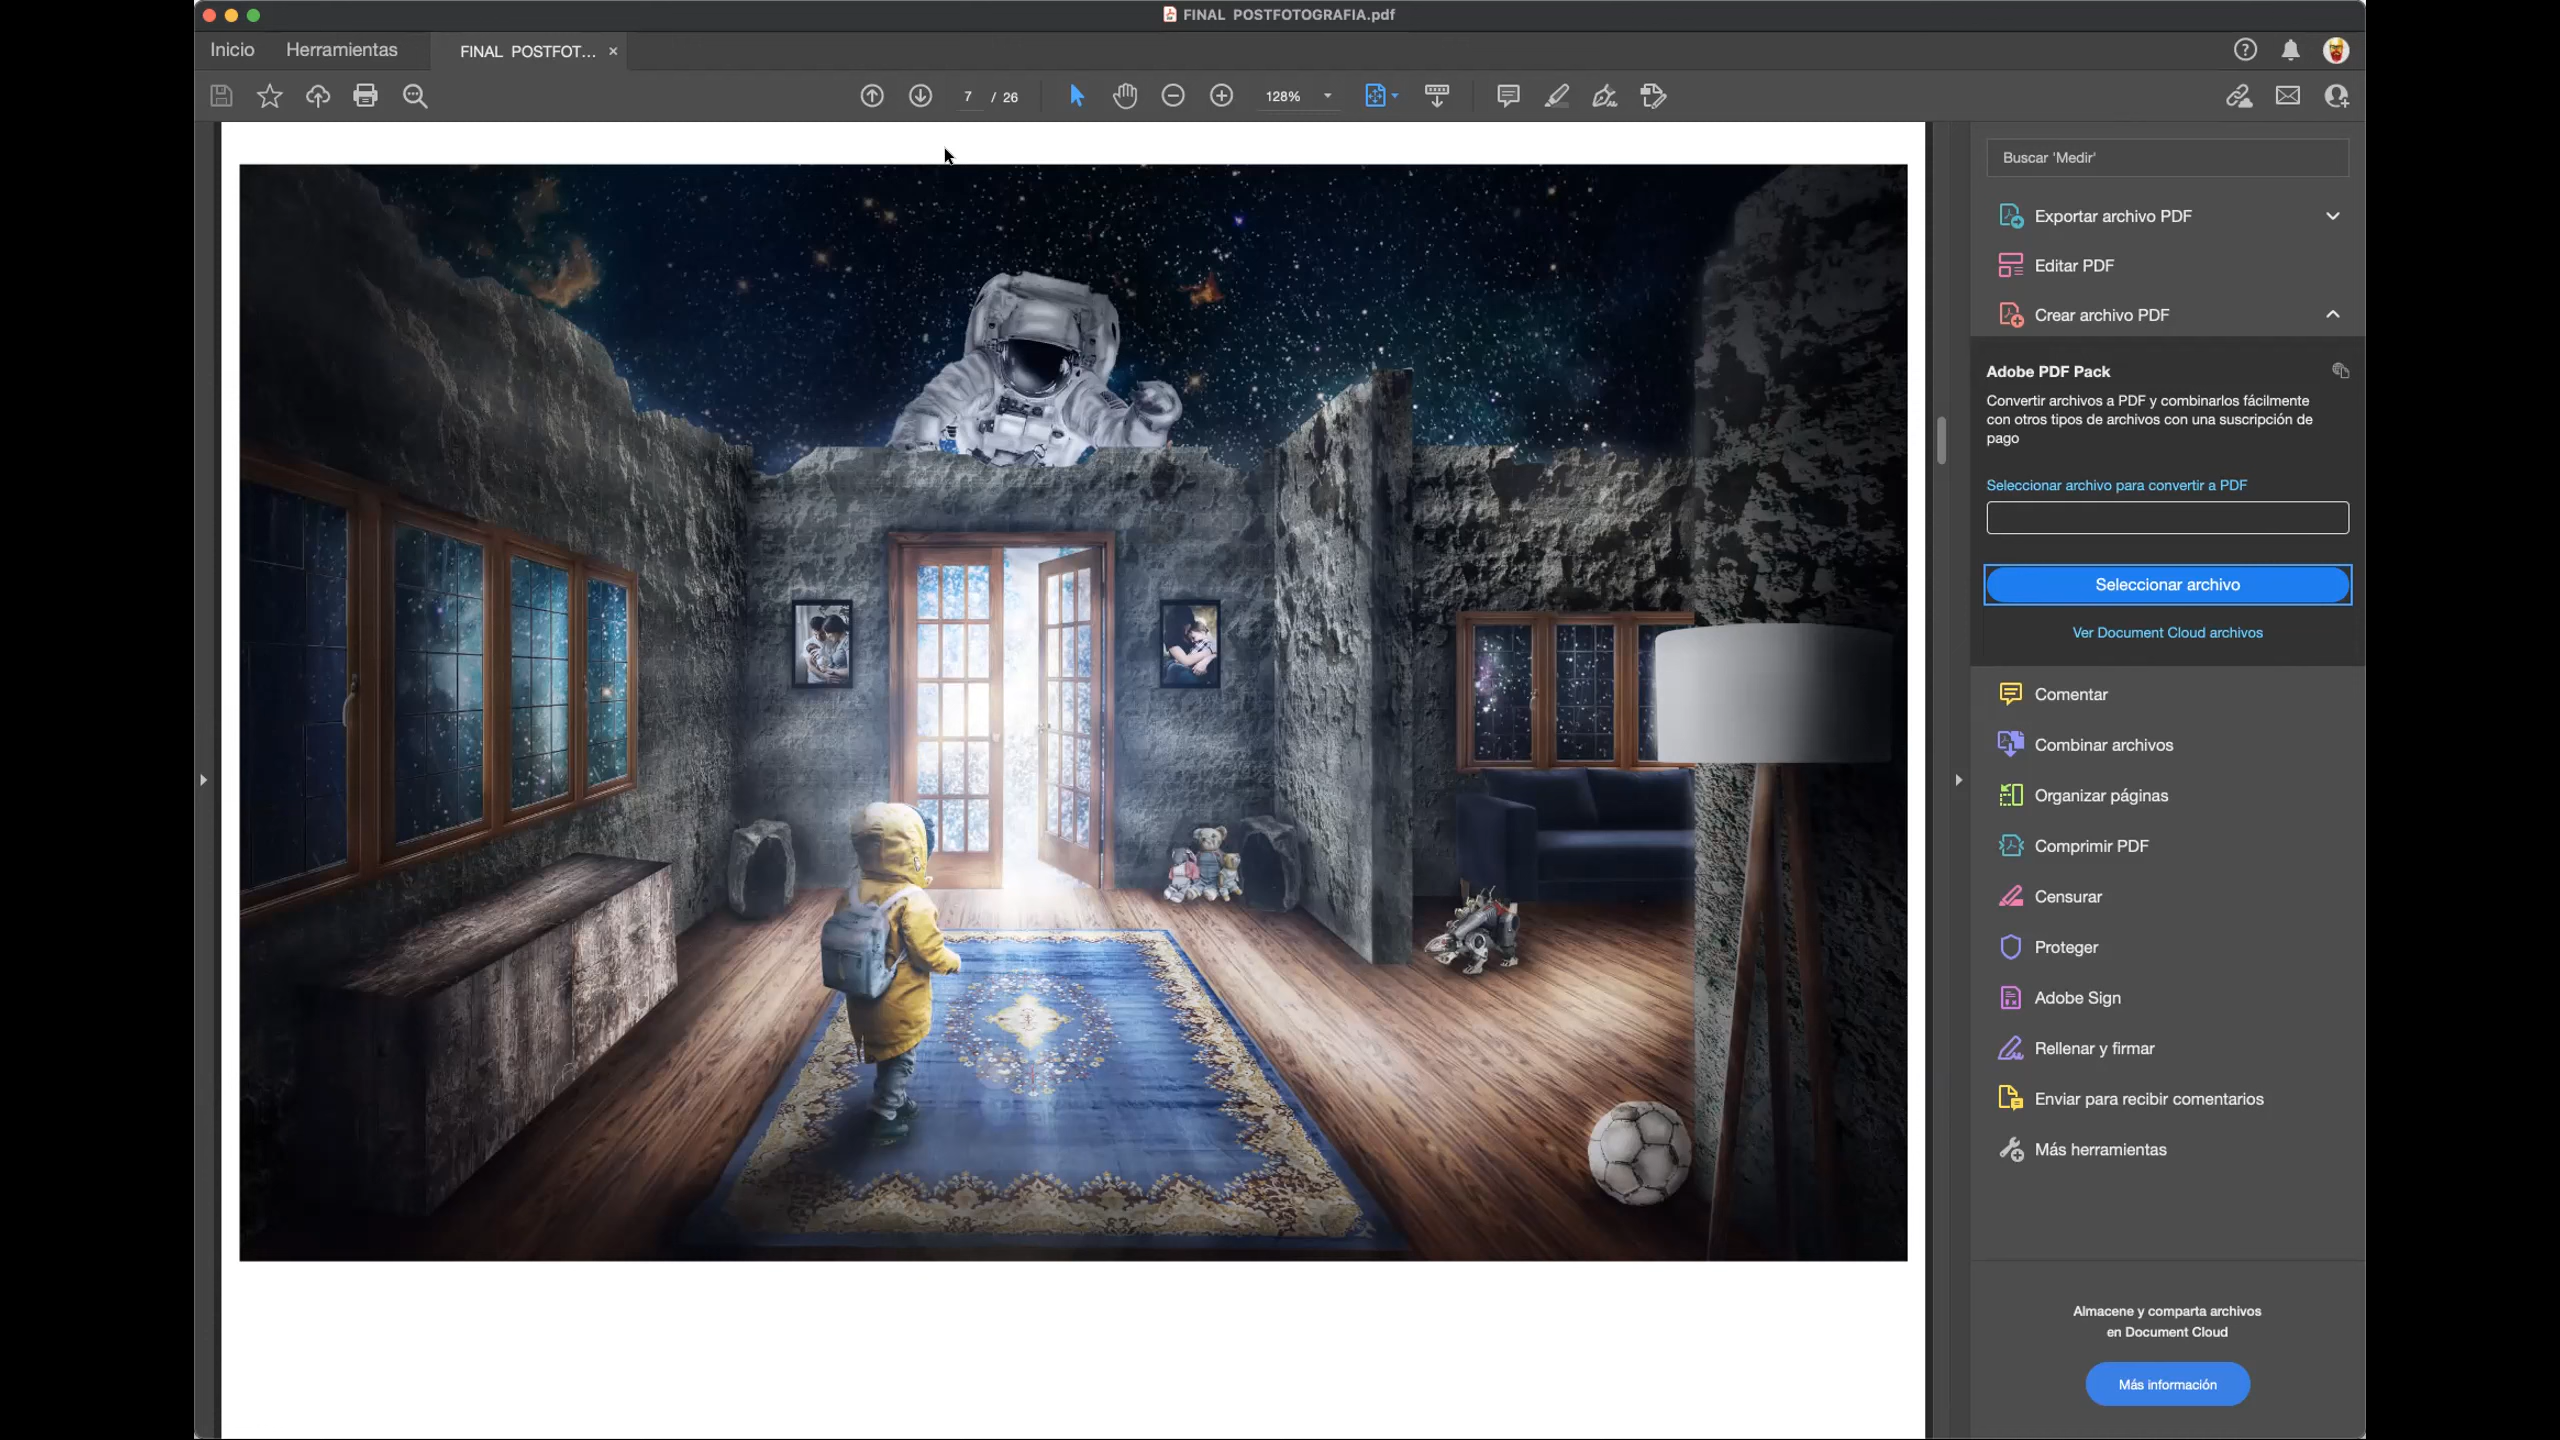 FINAL  POSTFOTOGRAFIA.pdf
Inicio
Herramientas
FINAL  POSTFOT...
7 / 26
128%
Buscar 'Medir'
Exportar archivo PDF
Editar PDF
Crear archivo PDF
Adobe PDF Pack
Convertir archivos a PDF y combinarlos fácilmente
con otros tipos de archivos con una suscripción de
pago
Seleccionar archivo para convertir a PDF
Seleccionar archivo
Ver Document Cloud archivos
Comentar
Combinar archivos
Organizar páginas
Comprimir PDF
Censurar
Proteger
Adobe Sign
Rellenar y firmar
Enviar para recibir comentarios
Más herramientas
Almacene y comparta archivos
en Document Cloud
Más información